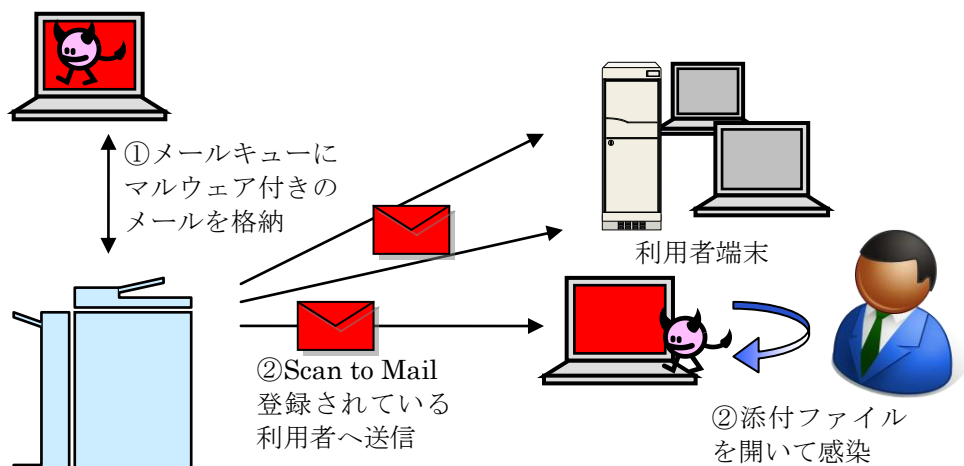 ①メールキューに
マルウェア付きの
メールを格納
利用者端末
②Scan to Mail
登録されている
利用者へ送信
②添付ファイル
を開いて感染